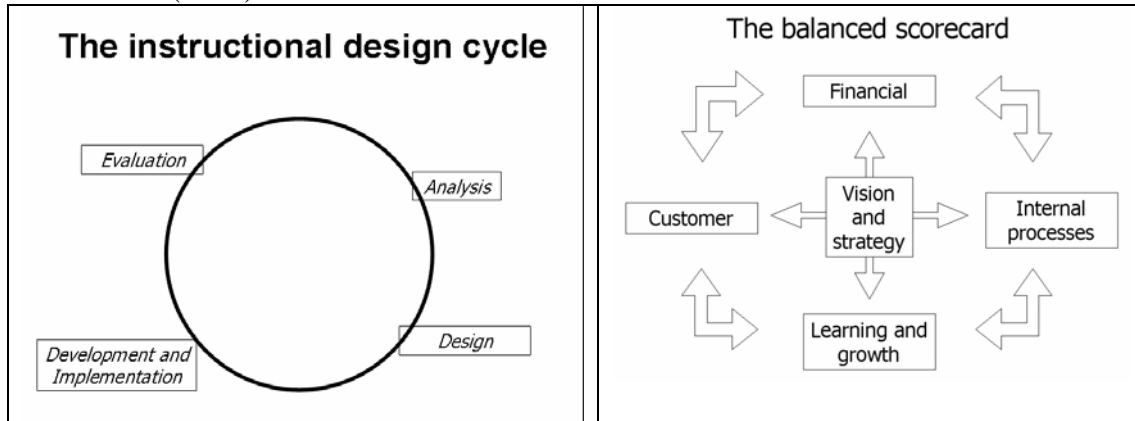 The instructional design cycle
Evaluation
Analysis
Design
Development and
Implementation
The balanced scorecard
Financial
Customer
Vision
and
strategy
Internal
processes
Learning and
growth